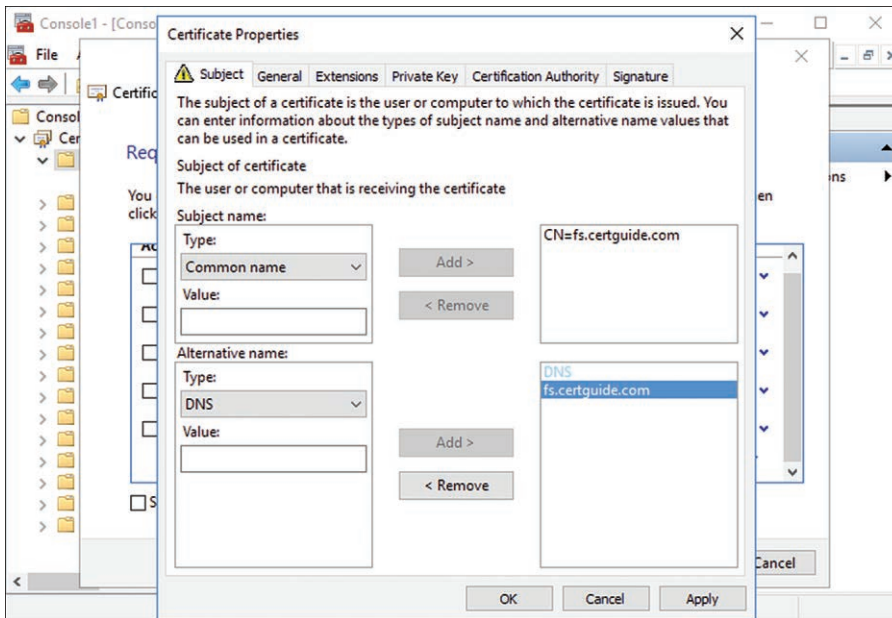 Console1 - [Conso
Certificate Properties
File
Subject
General
Extensions
Private Key
Certification Authority
Signature
Certific
The subject of a certificate is the user or computer to which the certificate is issued. You
can enter information about the types of subject name and alternative name values that
can be used in a certificate.
Consol
Cer
Req
Subject of certificate
The user or computer that is receiving the certificate
You
click
en
ns
Subject name:
Type:
Common name
Value:
Add >
< Remove
CN=fs.certguide.com
Alternative name:
Type:
DNS
Value:
Add >
< Remove
DNS
fs.certguide.com
S
Cancel
OK
Cancel
Apply